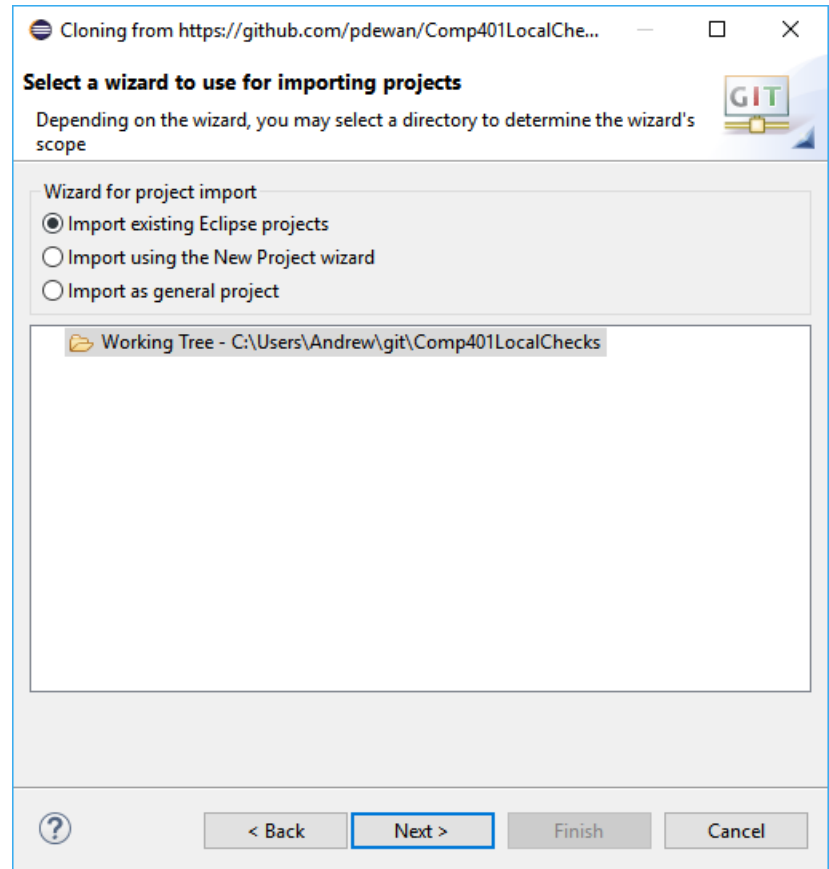 Cloning from https://github.com/pdewan/Comp401LocalChe...
Select a wizard to use for importing projects
Depending on the wizard, you may select a directory to determine the wizard's
scope
GIT
Wizard for project import
Import existing Eclipse projects
Import using the New Project wizard
Import as general project
Working Tree - C:\Users\Andrew\git\Comp401LocalChecks
?
< Back Next > Finish Cancel